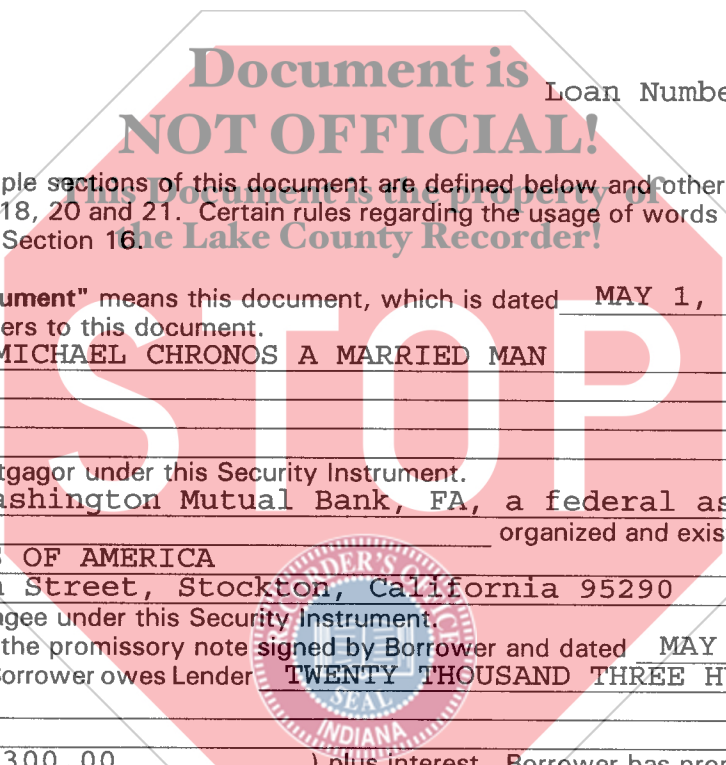 Document is
Loan Numbe
NOT OFFICIAL!
ple sections of this document are defined below and other
This Document is the property of
18, 20 and 21. Certain rules regarding the usage of words
the Lake County Recorder!
Section 16.
ument" means this document, which is dated MAY 1,
ers to this document.
MICHAEL CHRONOS A MARRIED MAN
STOP
tgagor under this Security Instrument.
ashington Mutual Bank, FA, a federal as
organized and exis
OF AMERICA
Street, Stockton, California 95290
agee under this Security Instrument.
the promissory note signed by Borrower and dated MAY
orrower owes Lender TWENTY THOUSAND THREE H
RECORDER'S OFFICE
SEAL
INDIANA
300.00 ) plus interest. Borrower has pro